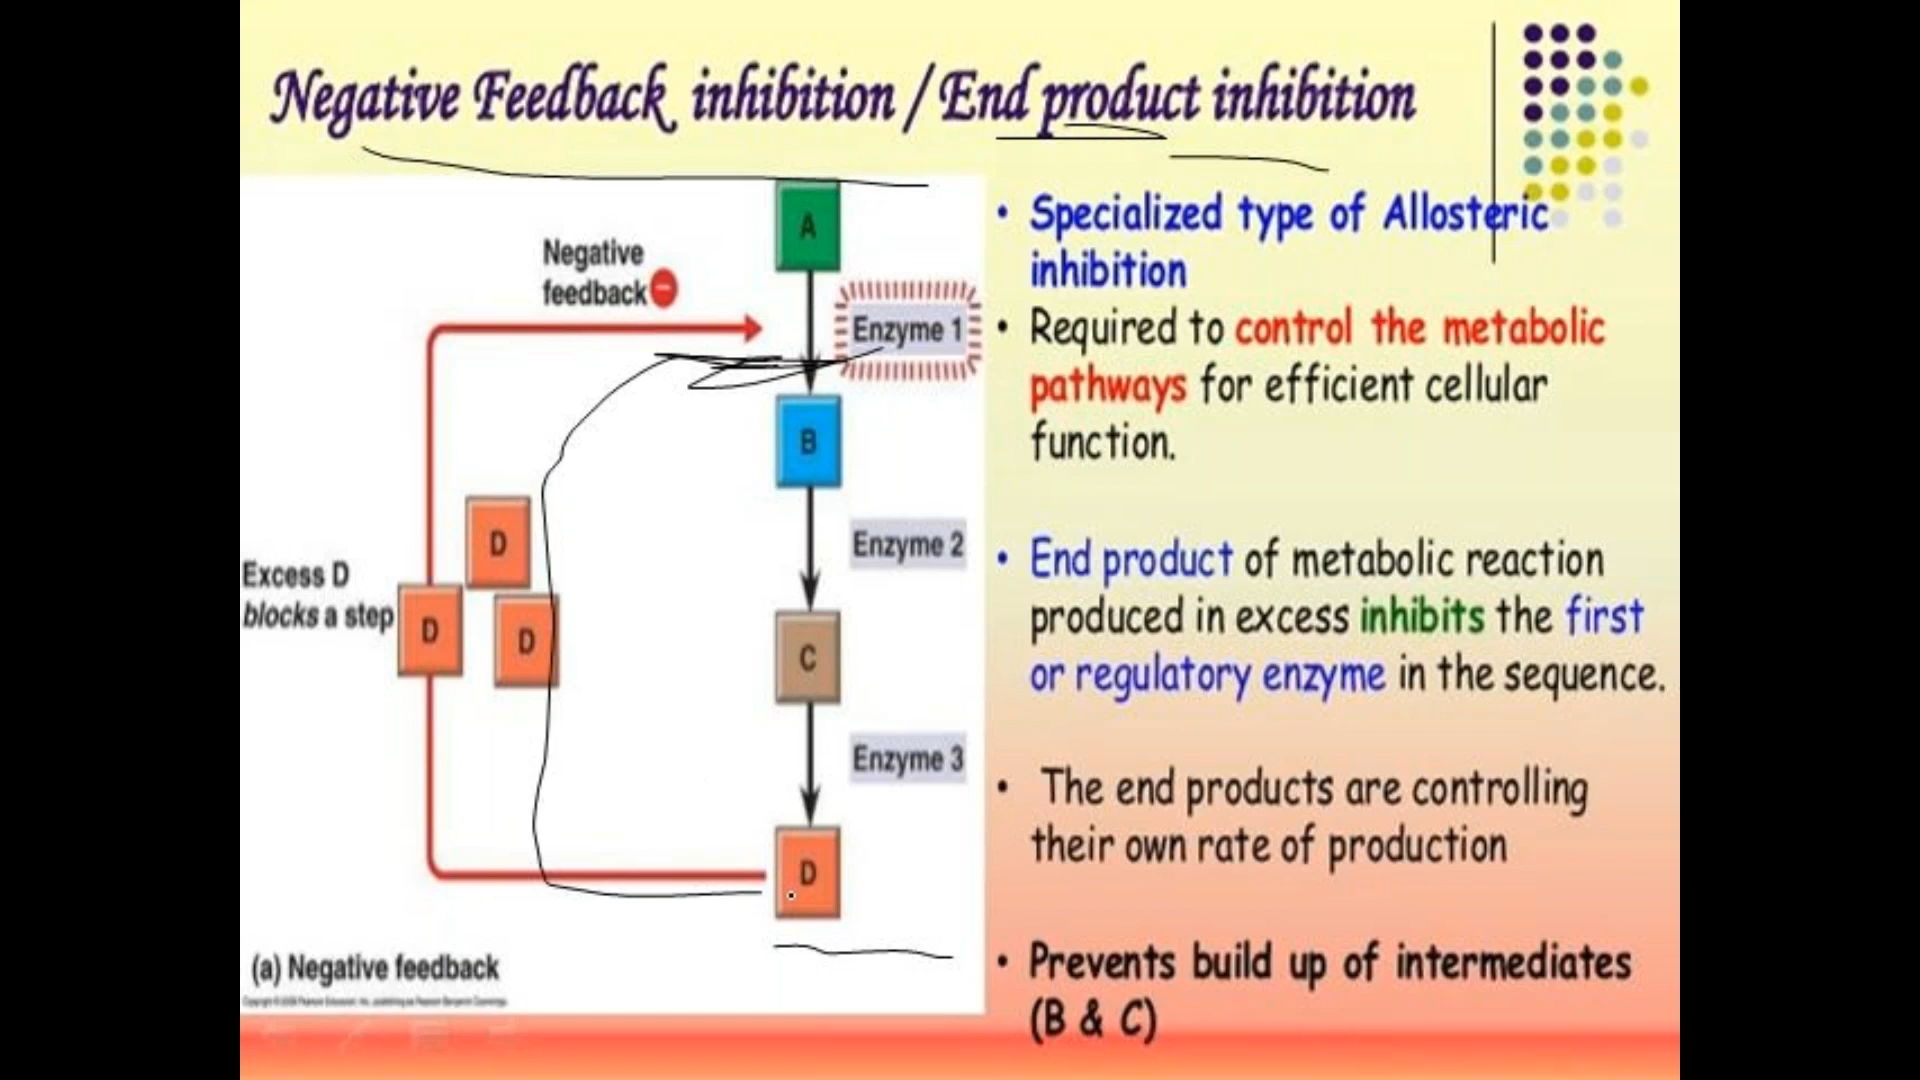 Negative Feedback inhibition / End product inhibition
A
Negative
feedback
Enzyme 1
B
Enzyme 2
D
Excess D
blocks a step
D
D
C
Enzyme 3
D
(a) Negative feedback
• Specialized type of Allosteric
inhibition
• Required to control the metabolic
pathways for efficient cellular
function.
• End product of metabolic reaction
produced in excess inhibits the first
or regulatory enzyme in the sequence.
• The end products are controlling
their own rate of production
• Prevents build up of intermediates
(B & C)